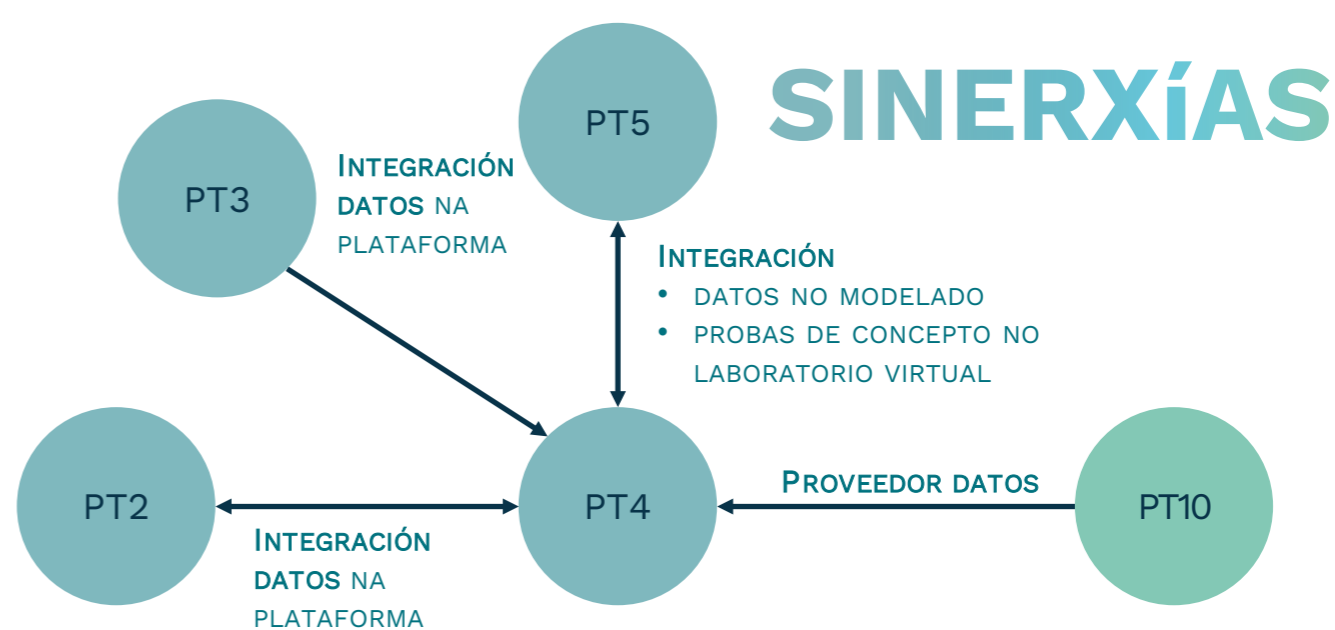 SINERXíAS
PT5
PT3
INTEGRACIÓN
DATOS NA
PLATAFORMA
INTEGRACIÓN
• DATOS NO MODELADO
• PROBAS DE CONCEPTO NO
LABORATORIO VIRTUAL
PT2
INTEGRACIÓN
DATOS NA
PLATAFORMA
PT4
PROVEEDOR DATOS
PT10